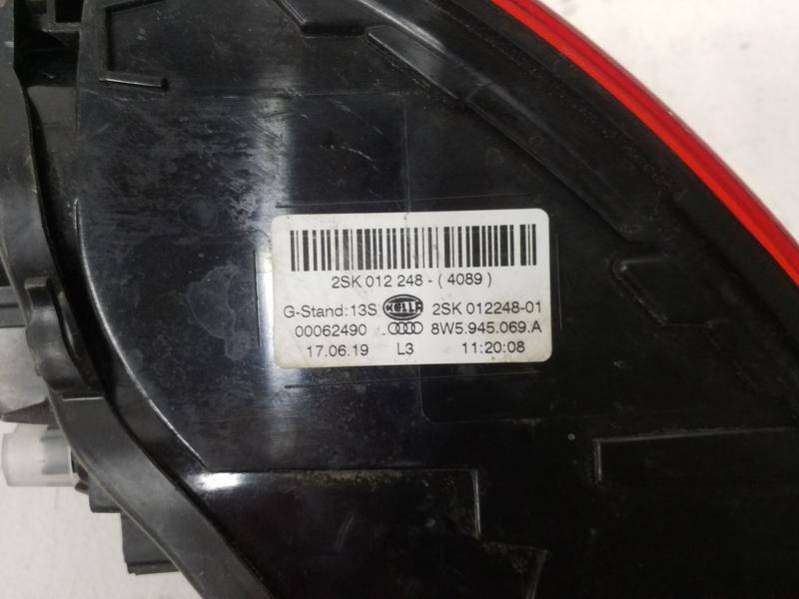 2SK 012 248 - ( 4089 )
G-Stand: 13S HELLA 2SK 012248-01
00062490 . 8W5.945.069.A
17.06.19 L3 11:20:08